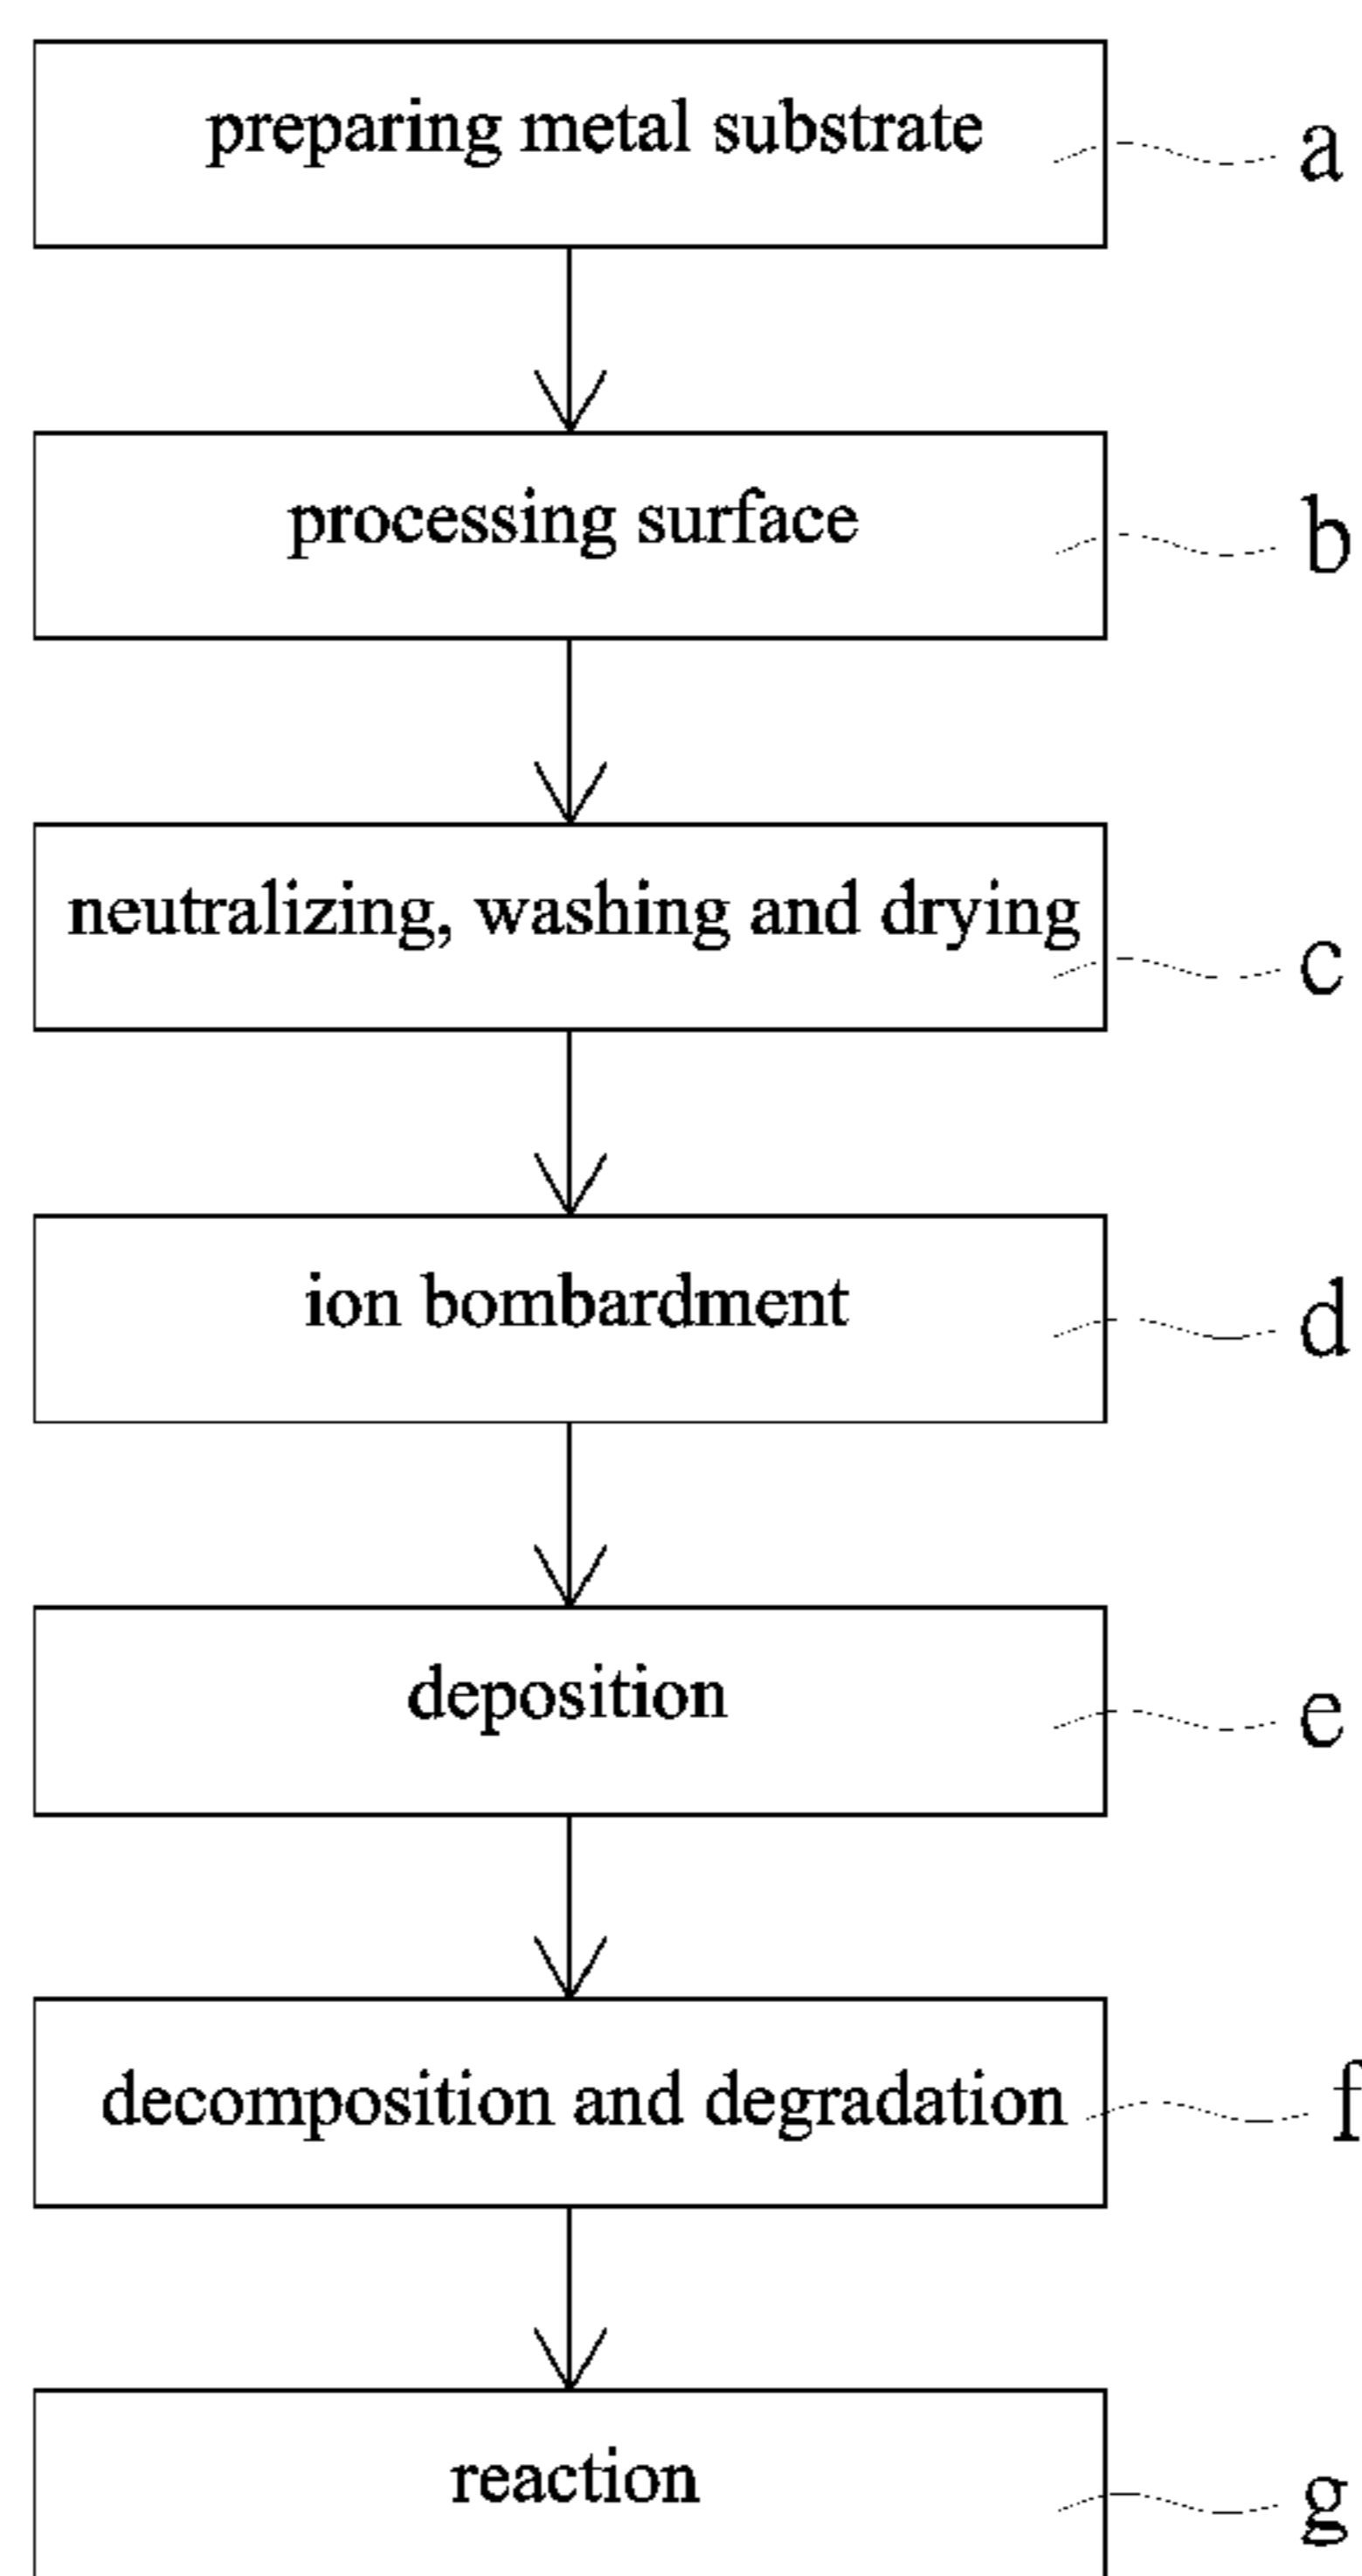 preparing metal substrate
a
processing surface
b
neutralizing, washing and drying
c
ion bombardment
d
deposition
e
decomposition and degradation
f
reaction
g